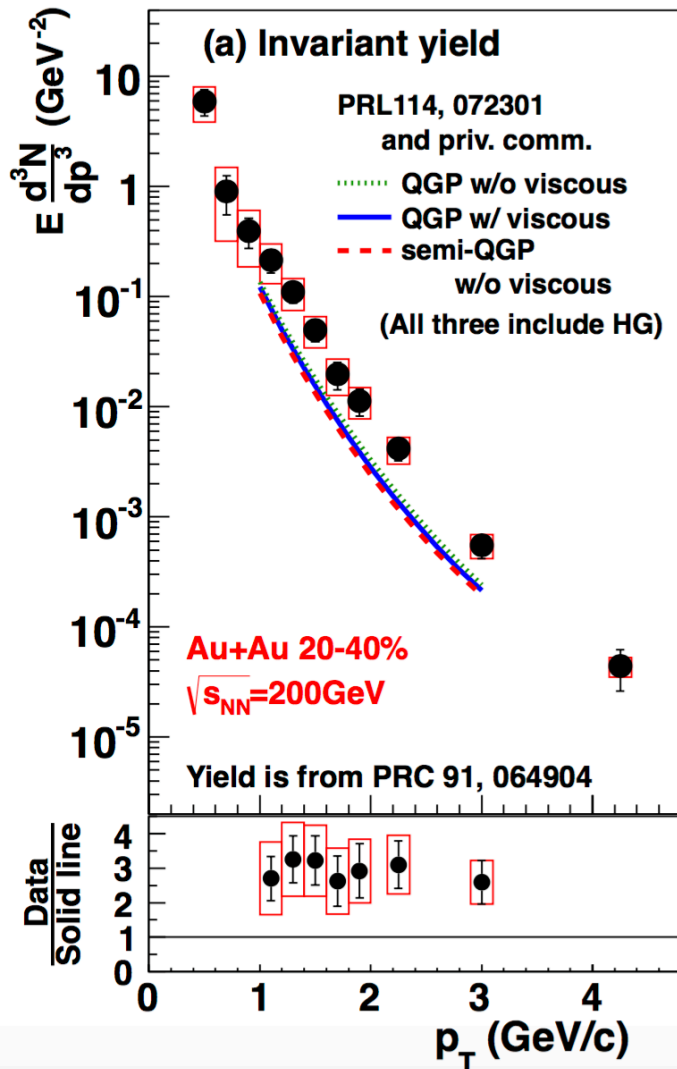 (a) Invariant yield
E d³N/dp³ (GeV⁻²)
PRL114, 072301
and priv. comm.
QGP w/o viscous
QGP w/ viscous
semi-QGP
w/o viscous
(All three include HG)
10
1
10⁻¹
10⁻²
10⁻³
10⁻⁴
10⁻⁵
Au+Au 20-40%
√s_NN=200GeV
Yield is from PRC 91, 064904
Data
Solid line
4
3
2
1
0
0 1 2 3 4
p_T (GeV/c)